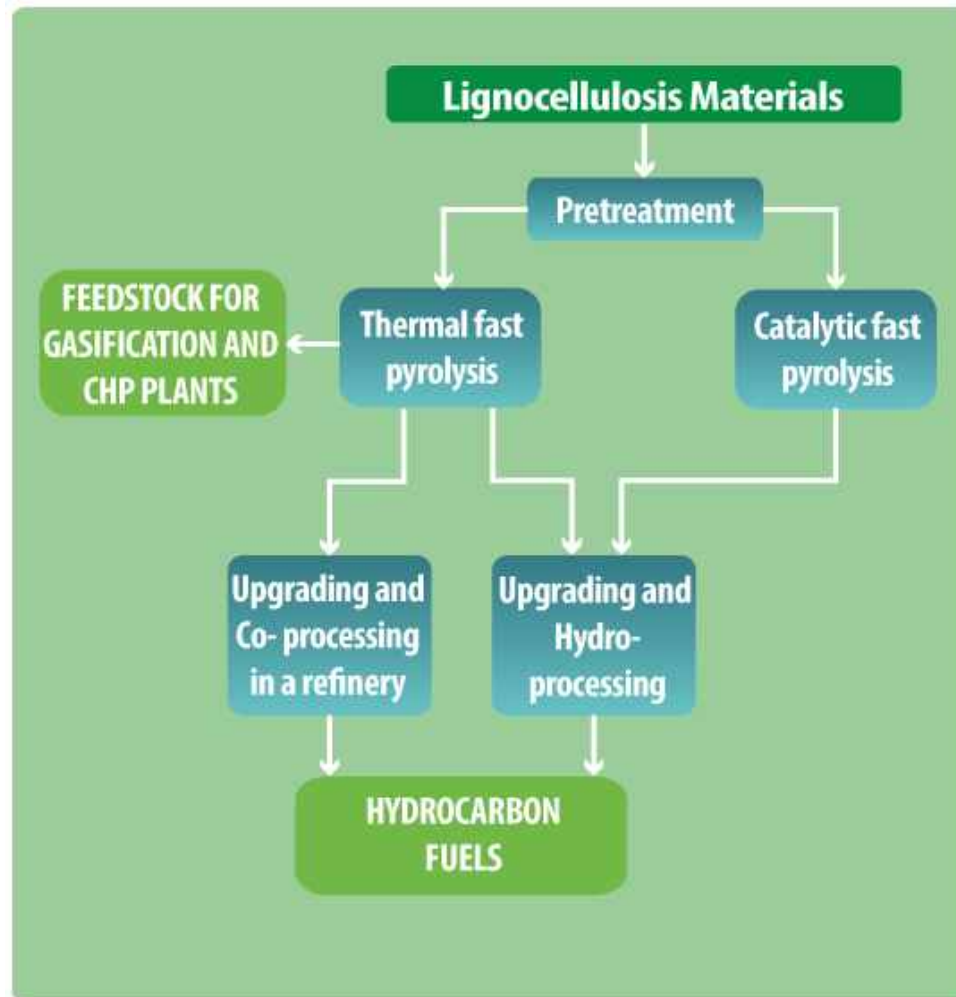 Lignocellulosis Materials
Pretreatment
FEEDSTOCK FOR
GASIFICATION AND
CHP PLANTS
Thermal fast
pyrolysis
Catalytic fast
pyrolysis
Upgrading and
Co- processing
in a refinery
Upgrading and
Hydro-
processing
HYDROCARBON
FUELS